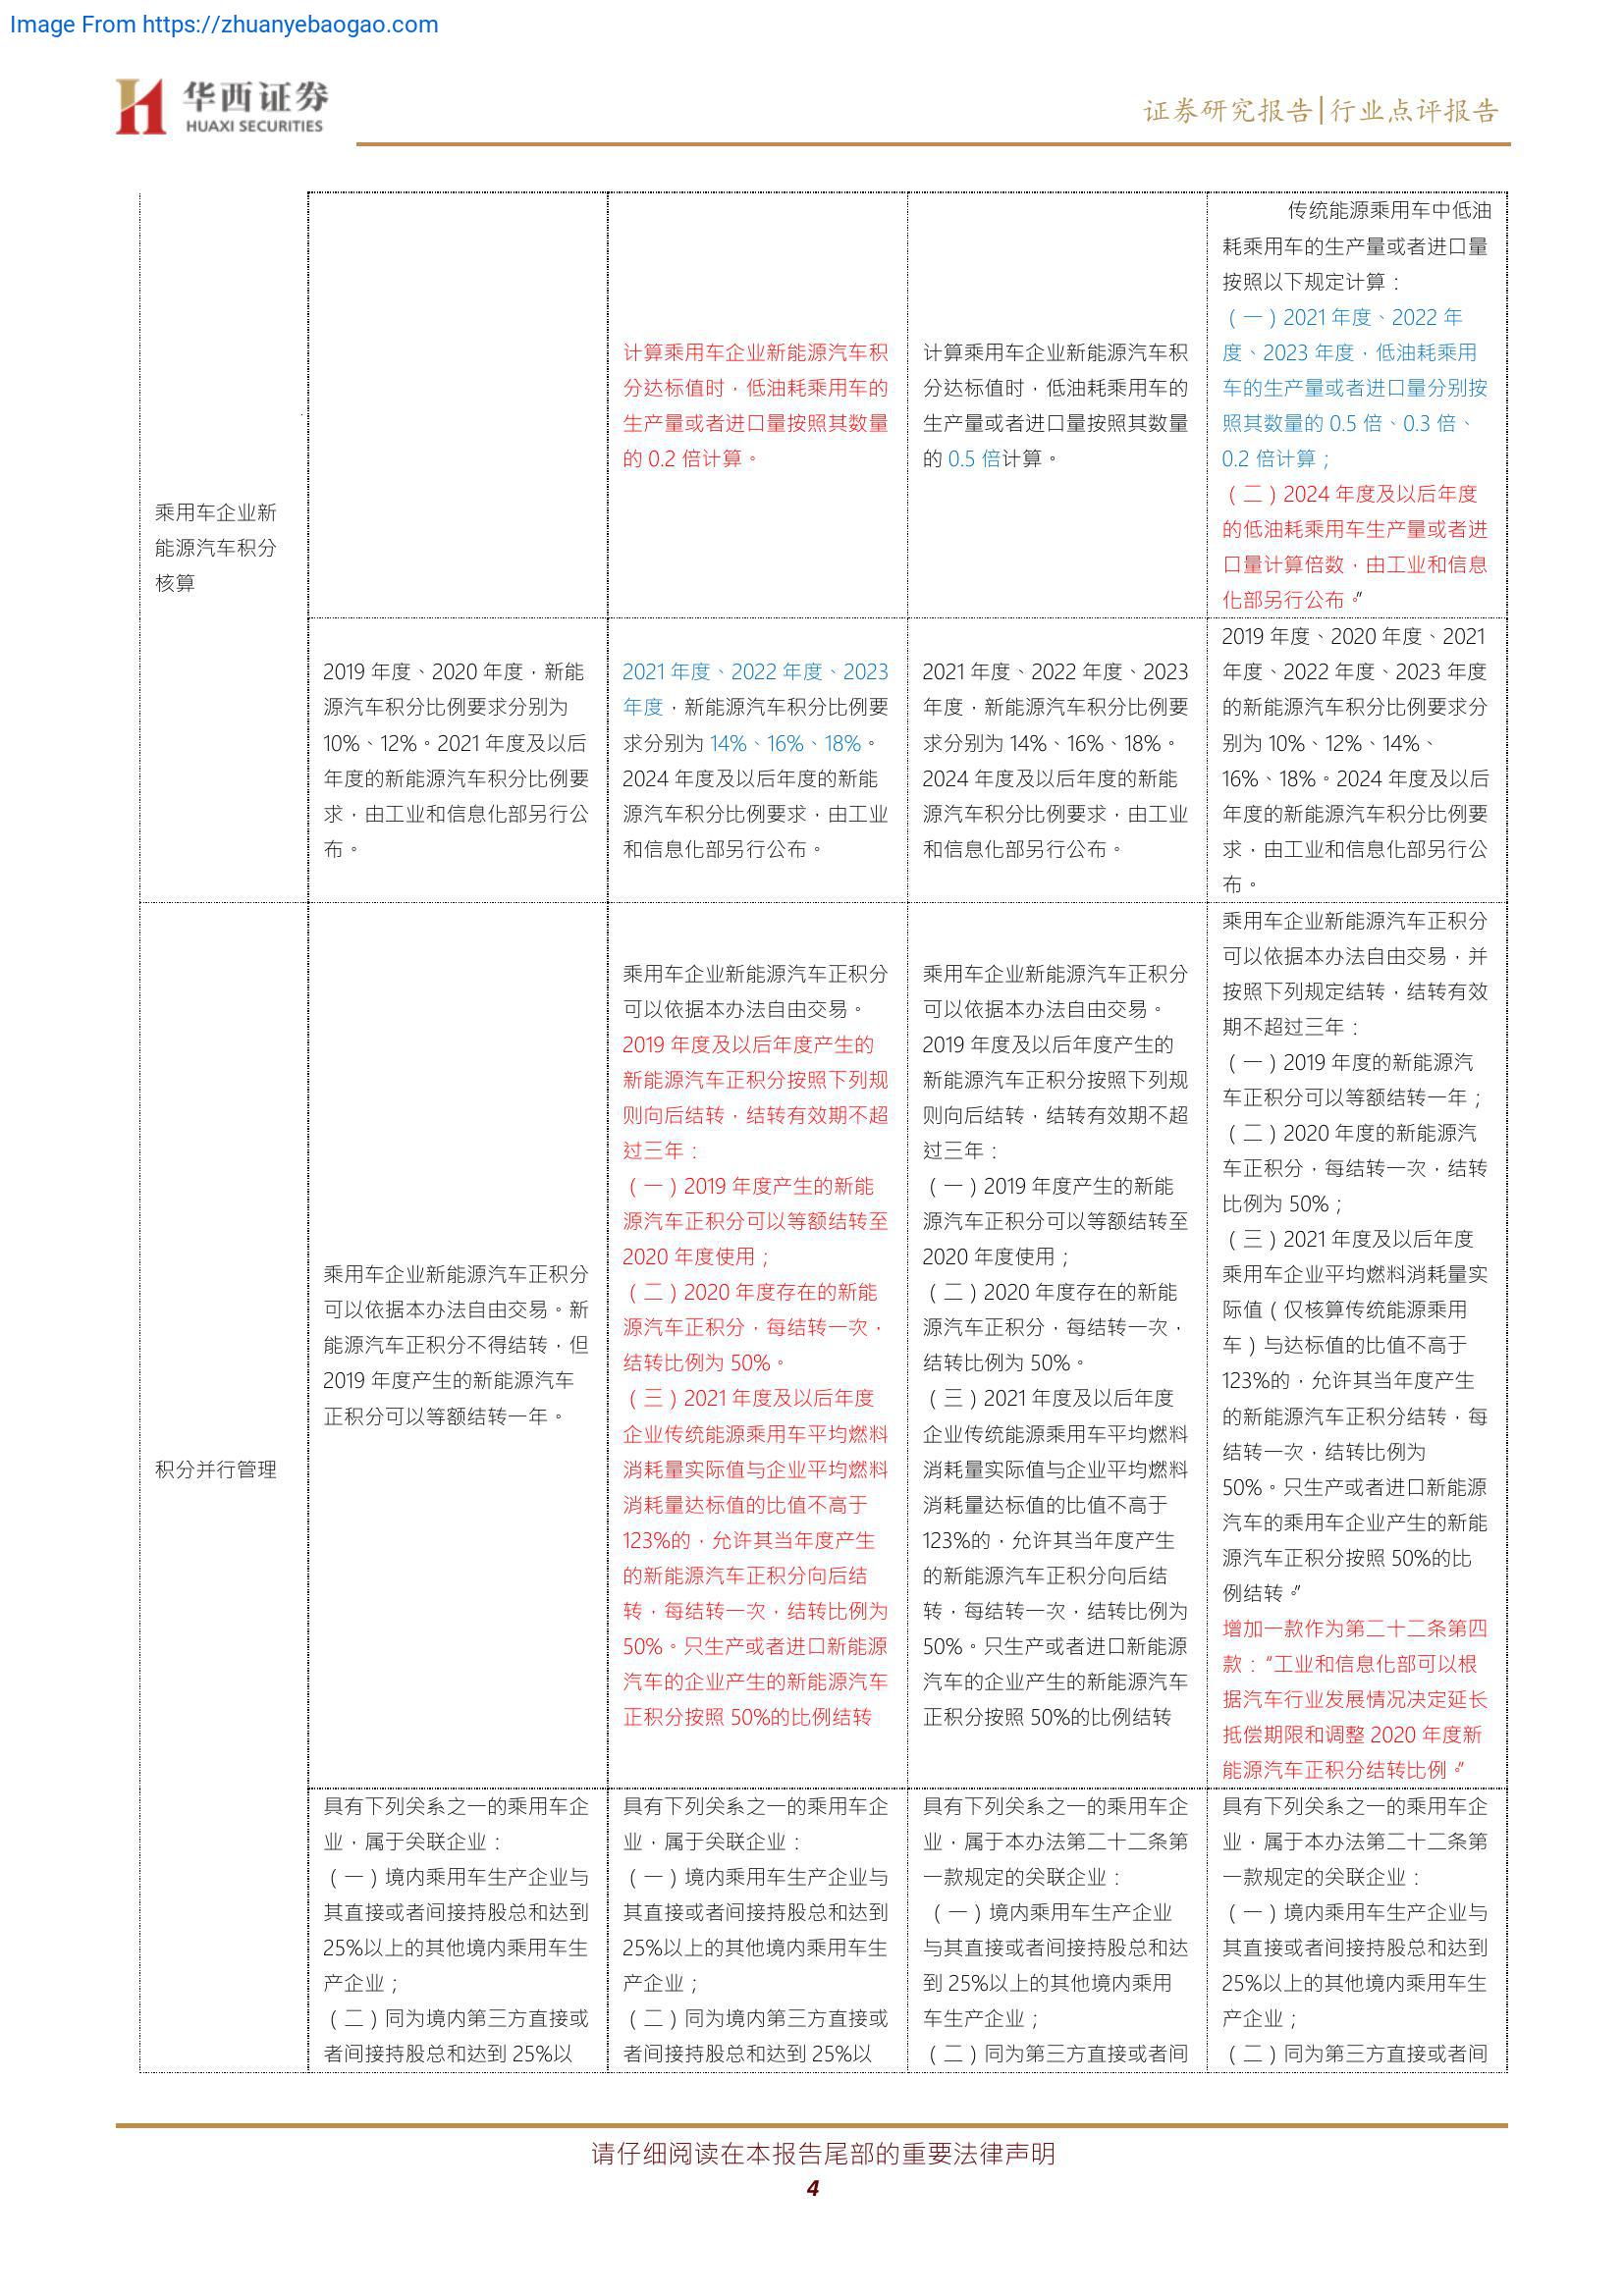 Image From https://zhuanyebaogao.com
华西证券
HUAXI SECURITIES
证券研究报告|行业点评报告
乘用车企业新
能源汽车积分
核算
计算乘用车企业新能源汽车积
分达标值时，低油耗乘用车的
生产量或者进口量按照其数量
的 0.2 倍计算。
计算乘用车企业新能源汽车积
分达标值时，低油耗乘用车的
生产量或者进口量按照其数量
的 0.5 倍计算。
传统能源乘用车中低油
耗乘用车的生产量或者进口量
按照以下规定计算：
（一）2021 年度、2022 年
度、2023 年度，低油耗乘用
车的生产量或者进口量分别按
照其数量的 0.5 倍、0.3 倍、
0.2 倍计算；
（二）2024 年度及以后年度
的低油耗乘用车生产量或者进
口量计算倍数，由工业和信息
化部另行公布。”
2019 年度、2020 年度，新能
源汽车积分比例要求分别为
10%、12%。2021 年度及以后
年度的新能源汽车积分比例要
求，由工业和信息化部另行公
布。
2021 年度、2022 年度、2023
年度，新能源汽车积分比例要
求分别为 14%、16%、18%。
2024 年度及以后年度的新能
源汽车积分比例要求，由工业
和信息化部另行公布。
2021 年度、2022 年度、2023
年度，新能源汽车积分比例要
求分别为 14%、16%、18%。
2024 年度及以后年度的新能
源汽车积分比例要求，由工业
和信息化部另行公布。
2019 年度、2020 年度、2021
年度、2022 年度、2023 年度
的新能源汽车积分比例要求分
别为 10%、12%、14%、
16%、18%。2024 年度及以后
年度的新能源汽车积分比例要
求，由工业和信息化部另行公
布。
积分并行管理
乘用车企业新能源汽车正积分
可以依据本办法自由交易。新
能源汽车正积分不得结转，但
2019 年度产生的新能源汽车
正积分可以等额结转一年。
乘用车企业新能源汽车正积分
可以依据本办法自由交易。
2019 年度及以后年度产生的
新能源汽车正积分按照下列规
则向后结转，结转有效期不超
过三年：
（一）2019 年度产生的新能
源汽车正积分可以等额结转至
2020 年度使用；
（二）2020 年度存在的新能
源汽车正积分，每结转一次，
结转比例为 50%。
（三）2021 年度及以后年度
企业传统能源乘用车平均燃料
消耗量实际值与企业平均燃料
消耗量达标值的比值不高于
123%的，允许其当年度产生
的新能源汽车正积分向后结
转，每结转一次，结转比例为
50%。只生产或者进口新能源
汽车的企业产生的新能源汽车
正积分按照 50%的比例结转
乘用车企业新能源汽车正积分
可以依据本办法自由交易。
2019 年度及以后年度产生的
新能源汽车正积分按照下列规
则向后结转，结转有效期不超
过三年：
（一）2019 年度产生的新能
源汽车正积分可以等额结转至
2020 年度使用；
（二）2020 年度存在的新能
源汽车正积分，每结转一次，
结转比例为 50%。
（三）2021 年度及以后年度
企业传统能源乘用车平均燃料
消耗量实际值与企业平均燃料
消耗量达标值的比值不高于
123%的，允许其当年度产生
的新能源汽车正积分向后结
转，每结转一次，结转比例为
50%。只生产或者进口新能源
汽车的企业产生的新能源汽车
正积分按照 50%的比例结转
乘用车企业新能源汽车正积分
可以依据本办法自由交易，并
按照下列规定结转，结转有效
期不超过三年：
（一）2019 年度的新能源汽
车正积分可以等额结转一年；
（二）2020 年度的新能源汽
车正积分，每结转一次，结转
比例为 50%；
（三）2021 年度及以后年度
乘用车企业平均燃料消耗量实
际值（仅核算传统能源乘用
车）与达标值的比值不高于
123%的，允许其当年度产生
的新能源汽车正积分结转，每
结转一次，结转比例为
50%。只生产或者进口新能源
汽车的乘用车企业产生的新能
源汽车正积分按照 50%的比
例结转。”
增加一款作为第二十二条第四
款：“工业和信息化部可以根
据汽车行业发展情况决定延长
抵偿期限和调整 2020 年度新
能源汽车正积分结转比例。”
具有下列关系之一的乘用车企
业，属于关联企业：
（一）境内乘用车生产企业与
其直接或者间接持股总和达到
25%以上的其他境内乘用车生
产企业；
（二）同为境内第三方直接或
者间接持股总和达到 25%以
具有下列关系之一的乘用车企
业，属于关联企业：
（一）境内乘用车生产企业与
其直接或者间接持股总和达到
25%以上的其他境内乘用车生
产企业；
（二）同为境内第三方直接或
者间接持股总和达到 25%以
具有下列关系之一的乘用车企
业，属于本办法第二十二条第
一款规定的关联企业：
（一）境内乘用车生产企业
与其直接或者间接持股总和达
到 25%以上的其他境内乘用
车生产企业；
（二）同为第三方直接或者间
具有下列关系之一的乘用车企
业，属于本办法第二十二条第
一款规定的关联企业：
（一）境内乘用车生产企业与
其直接或者间接持股总和达到
25%以上的其他境内乘用车生
产企业；
（二）同为第三方直接或者间
请仔细阅读在本报告尾部的重要法律声明
4